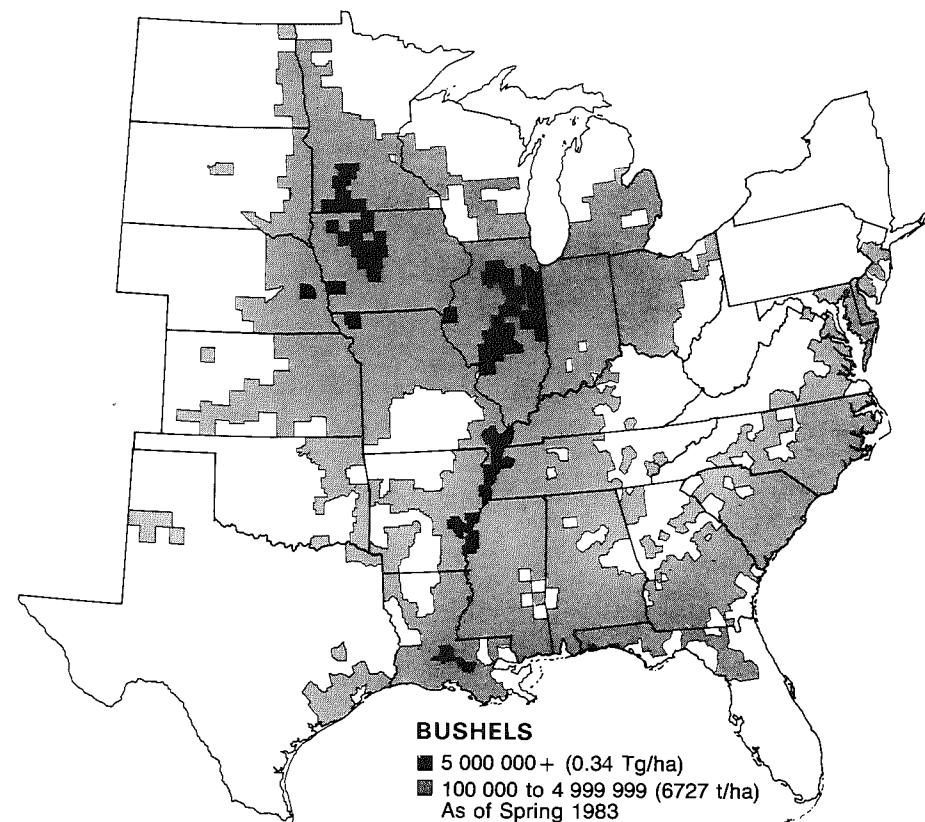 BUSHELS
5 000 000+ (0.34 Tg/ha)
100 000 to 4 999 999 (6727 t/ha)
As of Spring 1983